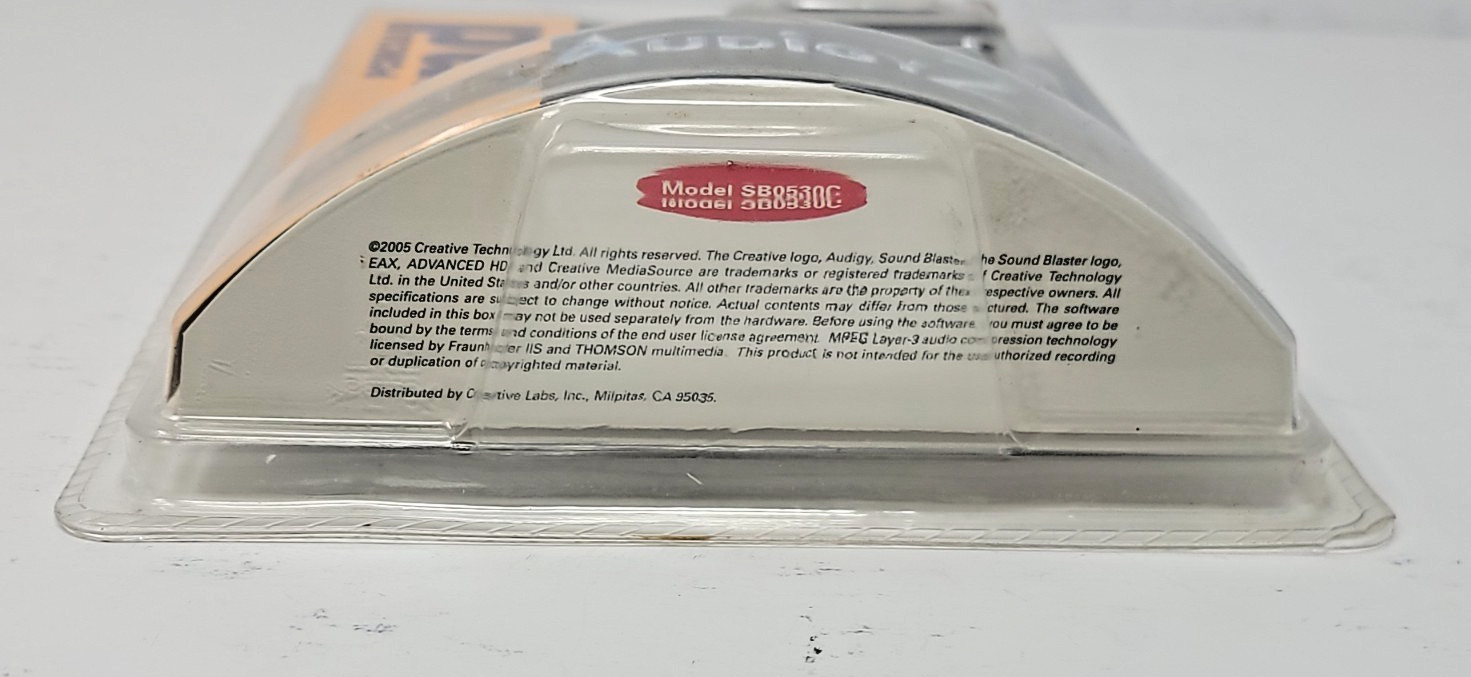 Audigy
Model SB0530C
©2005 Creative Technology Ltd. All rights reserved. The Creative logo, Audigy, Sound Blaster, the Sound Blaster logo,
EAX, ADVANCED HD and Creative MediaSource are trademarks or registered trademarks of Creative Technology
Ltd. in the United States and/or other countries. All other trademarks are the property of their respective owners. All
specifications are subject to change without notice. Actual contents may differ from those pictured. The software
included in this box may not be used separately from the hardware. Before using the software you must agree to be
bound by the terms and conditions of the end user license agreement. MPEG Layer-3 audio compression technology
licensed by Fraunhofer IIS and THOMSON multimedia. This product is not intended for the unauthorized recording
or duplication of copyrighted material.
Distributed by Creative Labs, Inc., Milpitas, CA 95035.